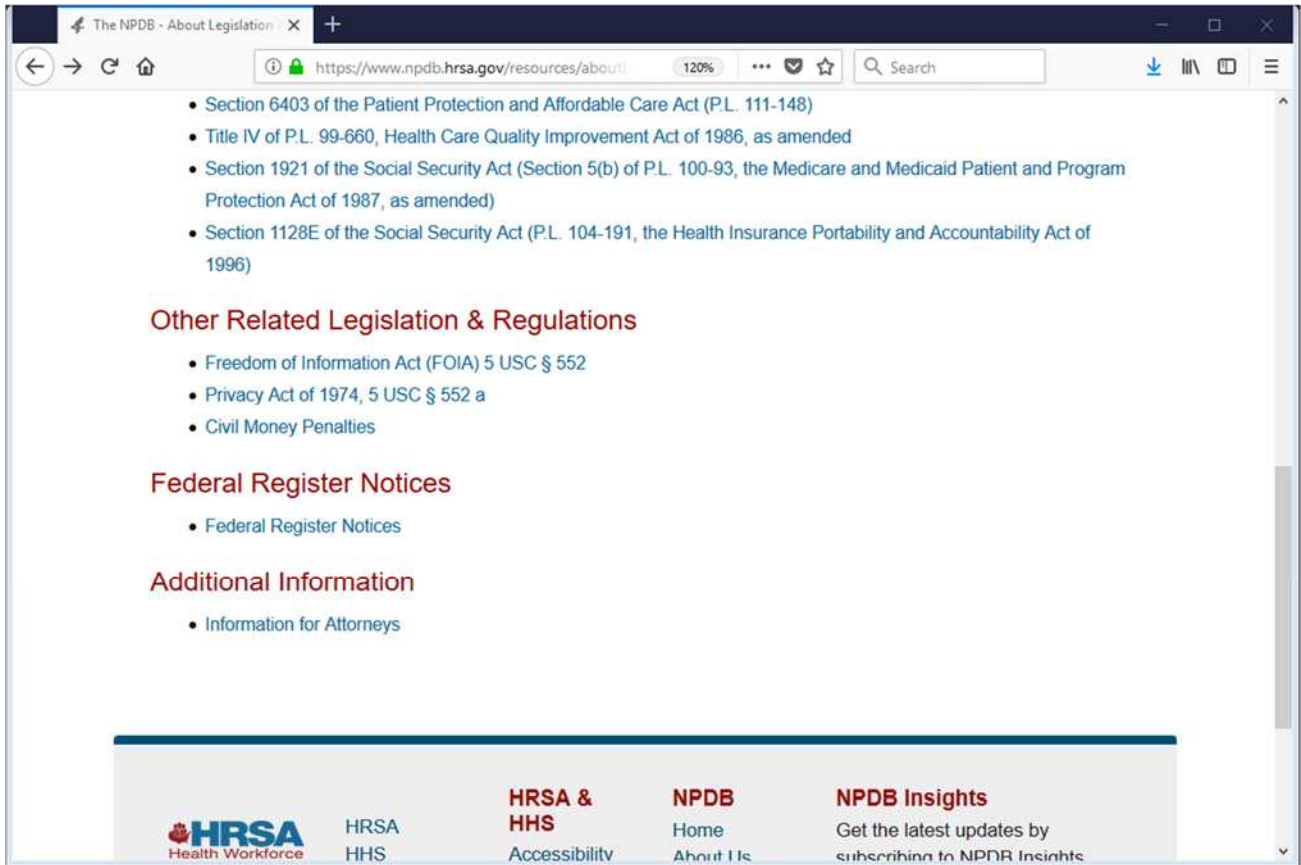 The NPDB - About Legislation
https://www.npdb.hrsa.gov/resources/about
120%
Search
• Section 6403 of the Patient Protection and Affordable Care Act (P.L. 111-148)
• Title IV of P.L. 99-660, Health Care Quality Improvement Act of 1986, as amended
• Section 1921 of the Social Security Act (Section 5(b) of P.L. 100-93, the Medicare and Medicaid Patient and Program
Protection Act of 1987, as amended)
• Section 1128E of the Social Security Act (P.L. 104-191, the Health Insurance Portability and Accountability Act of
1996)
Other Related Legislation & Regulations
• Freedom of Information Act (FOIA) 5 USC § 552
• Privacy Act of 1974, 5 USC § 552 a
• Civil Money Penalties
Federal Register Notices
• Federal Register Notices
Additional Information
• Information for Attorneys
HRSA
Health Workforce
HRSA
HHS
HRSA &
HHS
Accessibility
NPDB
Home
About Us
NPDB Insights
Get the latest updates by
subscribing to NPDB Insights